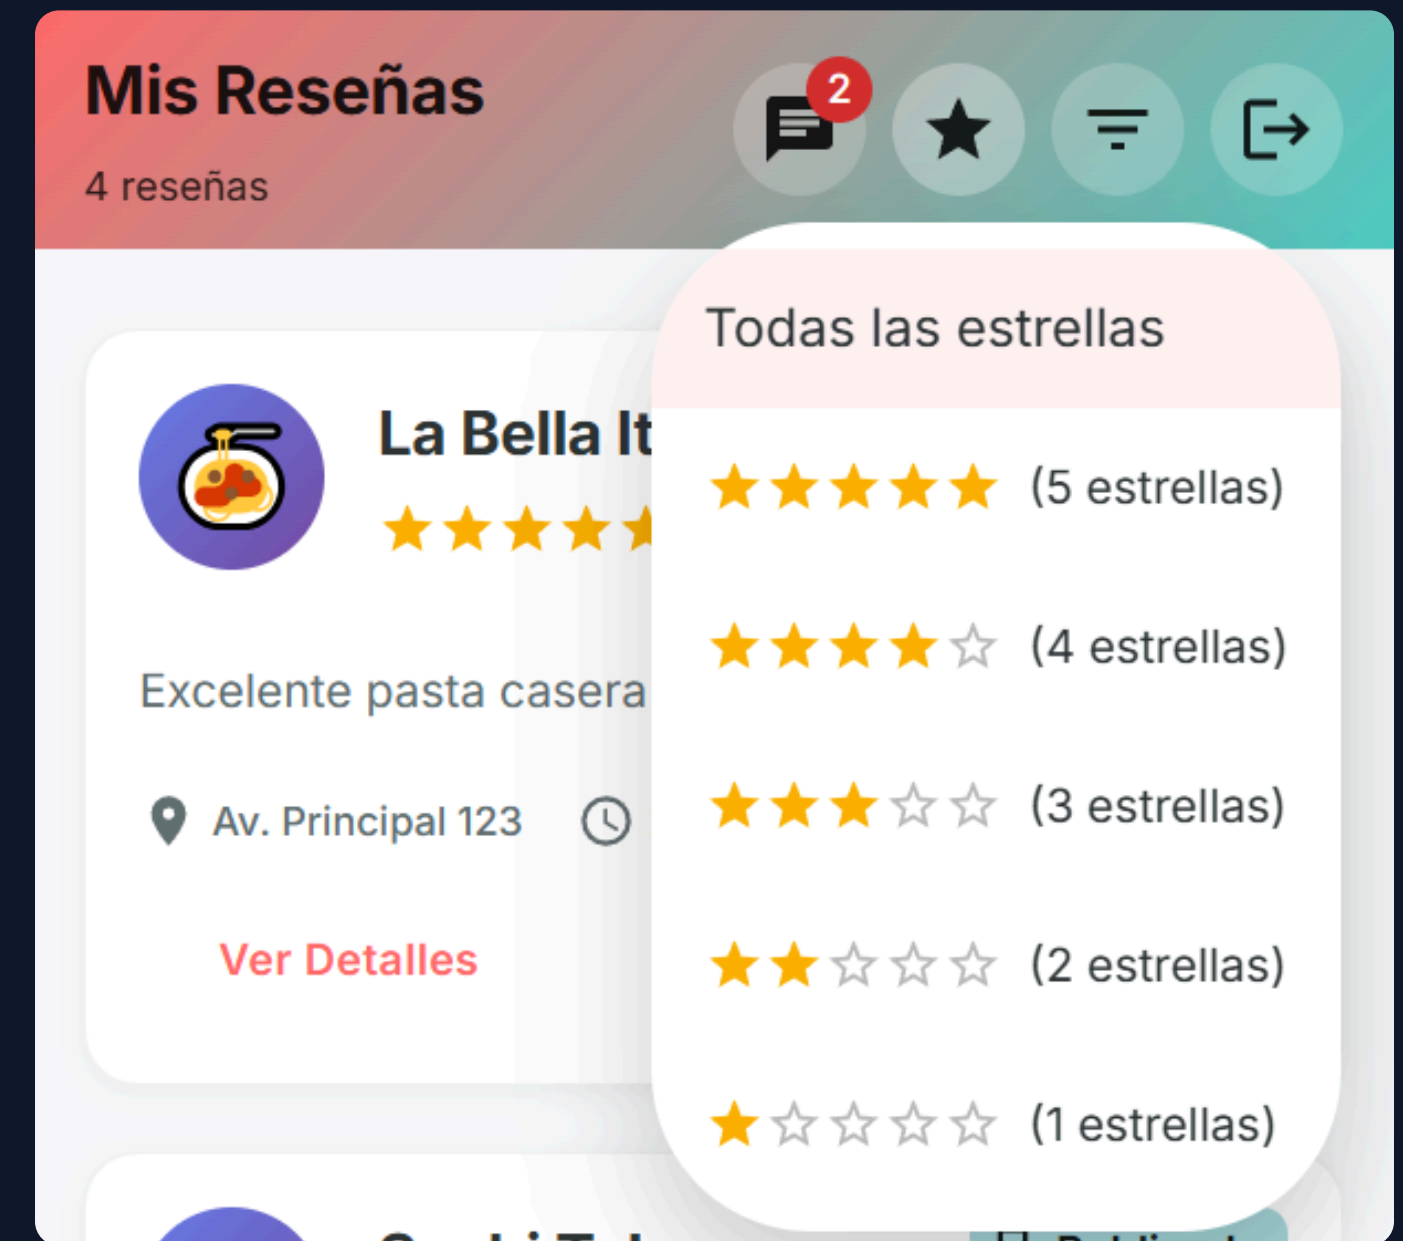 Mis Reseñas
4 reseñas
2
Todas las estrellas
(5 estrellas)
(4 estrellas)
(3 estrellas)
(2 estrellas)
(1 estrellas)
La Bella It
Excelente pasta casera
Av. Principal 123
Ver Detalles